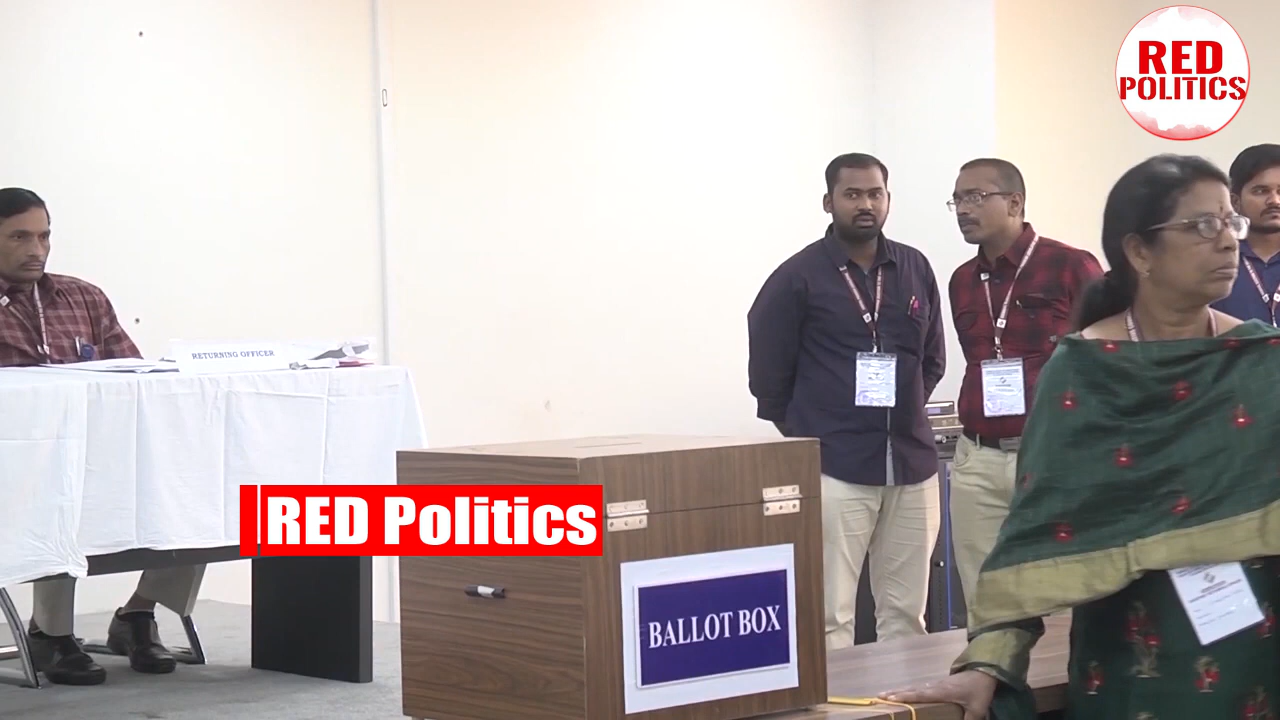 RED
POLITICS
RETURNING OFFICER
RED Politics
BALLOT BOX